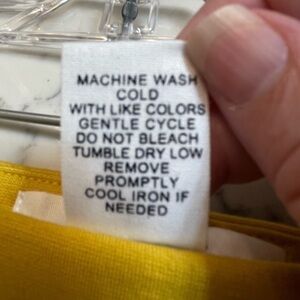 MACHINE WASH
COLD
WITH LIKE COLORS
GENTLE CYCLE
DO NOT BLEACH
TUMBLE DRY LOW
REMOVE
PROMPTLY
COOL IRON IF
NEEDED